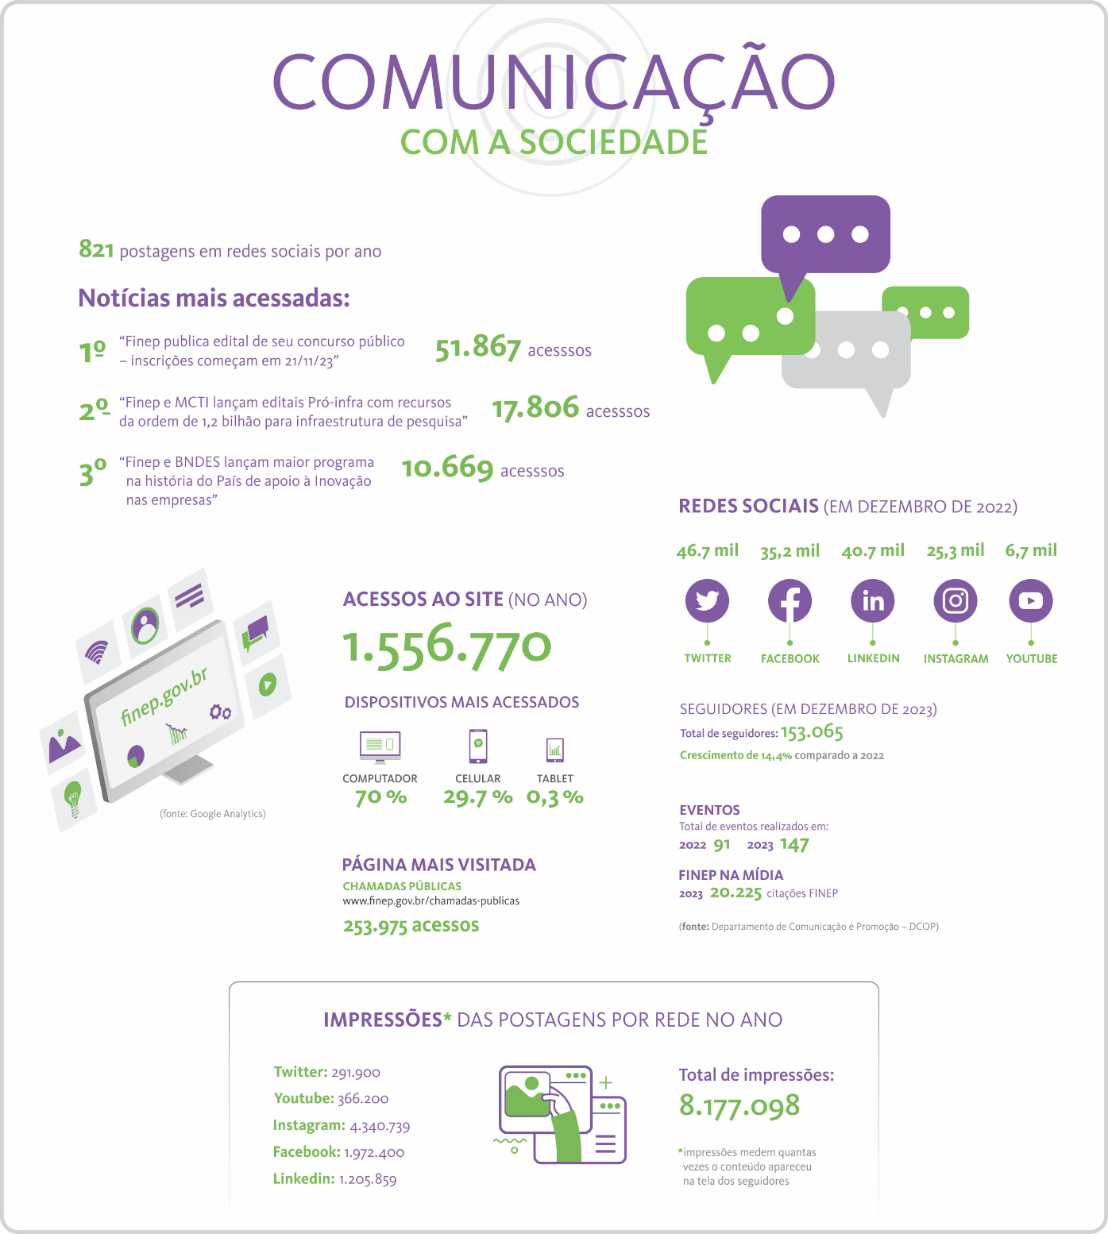 COMUNICAÇÃO
COM A SOCIEDADE
821 postagens em redes sociais por ano
Notícias mais acessadas:
1º "Finep publica edital de seu concurso público
– inscrições começam em 21/11/23"
51.867 acesssos
2º "Finep e MCTI lançam editais Pró-infra com recursos
da ordem de 1,2 bilhão para infraestrutura de pesquisa"
17.806 acesssos
3º "Finep e BNDES lançam maior programa
na história do País de apoio à Inovação
nas empresas"
10.669 acesssos
REDES SOCIAIS (EM DEZEMBRO DE 2022)
46.7 mil 35,2 mil 40.7 mil 25,3 mil 6,7 mil
in
TWITTER FACEBOOK LINKEDIN INSTAGRAM YOUTUBE
finep.gov.br
(fonte: Google Analytics)
ACESSOS AO SITE (NO ANO)
1.556.770
DISPOSITIVOS MAIS ACESSADOS
COMPUTADOR CELULAR TABLET
70 % 29.7 % 0,3 %
PÁGINA MAIS VISITADA
CHAMADAS PÚBLICAS
www.finep.gov.br/chamadas-publicas
253.975 acessos
SEGUIDORES (EM DEZEMBRO DE 2023)
Total de seguidores: 153.065
Crescimento de 14,4% comparado a 2022
EVENTOS
Total de eventos realizados em:
2022 91 2023 147
FINEP NA MÍDIA
2023 20.225 citações FINEP
(fonte: Departamento de Comunicação e Promoção – DCOP)
IMPRESSÕES* DAS POSTAGENS POR REDE NO ANO
Twitter: 291.900
Youtube: 366.200
Instagram: 4.340.739
Facebook: 1.972.400
Linkedin: 1.205.859
Total de impressões:
8.177.098
*impressões medem quantas
vezes o conteúdo apareceu
na tela dos seguidores